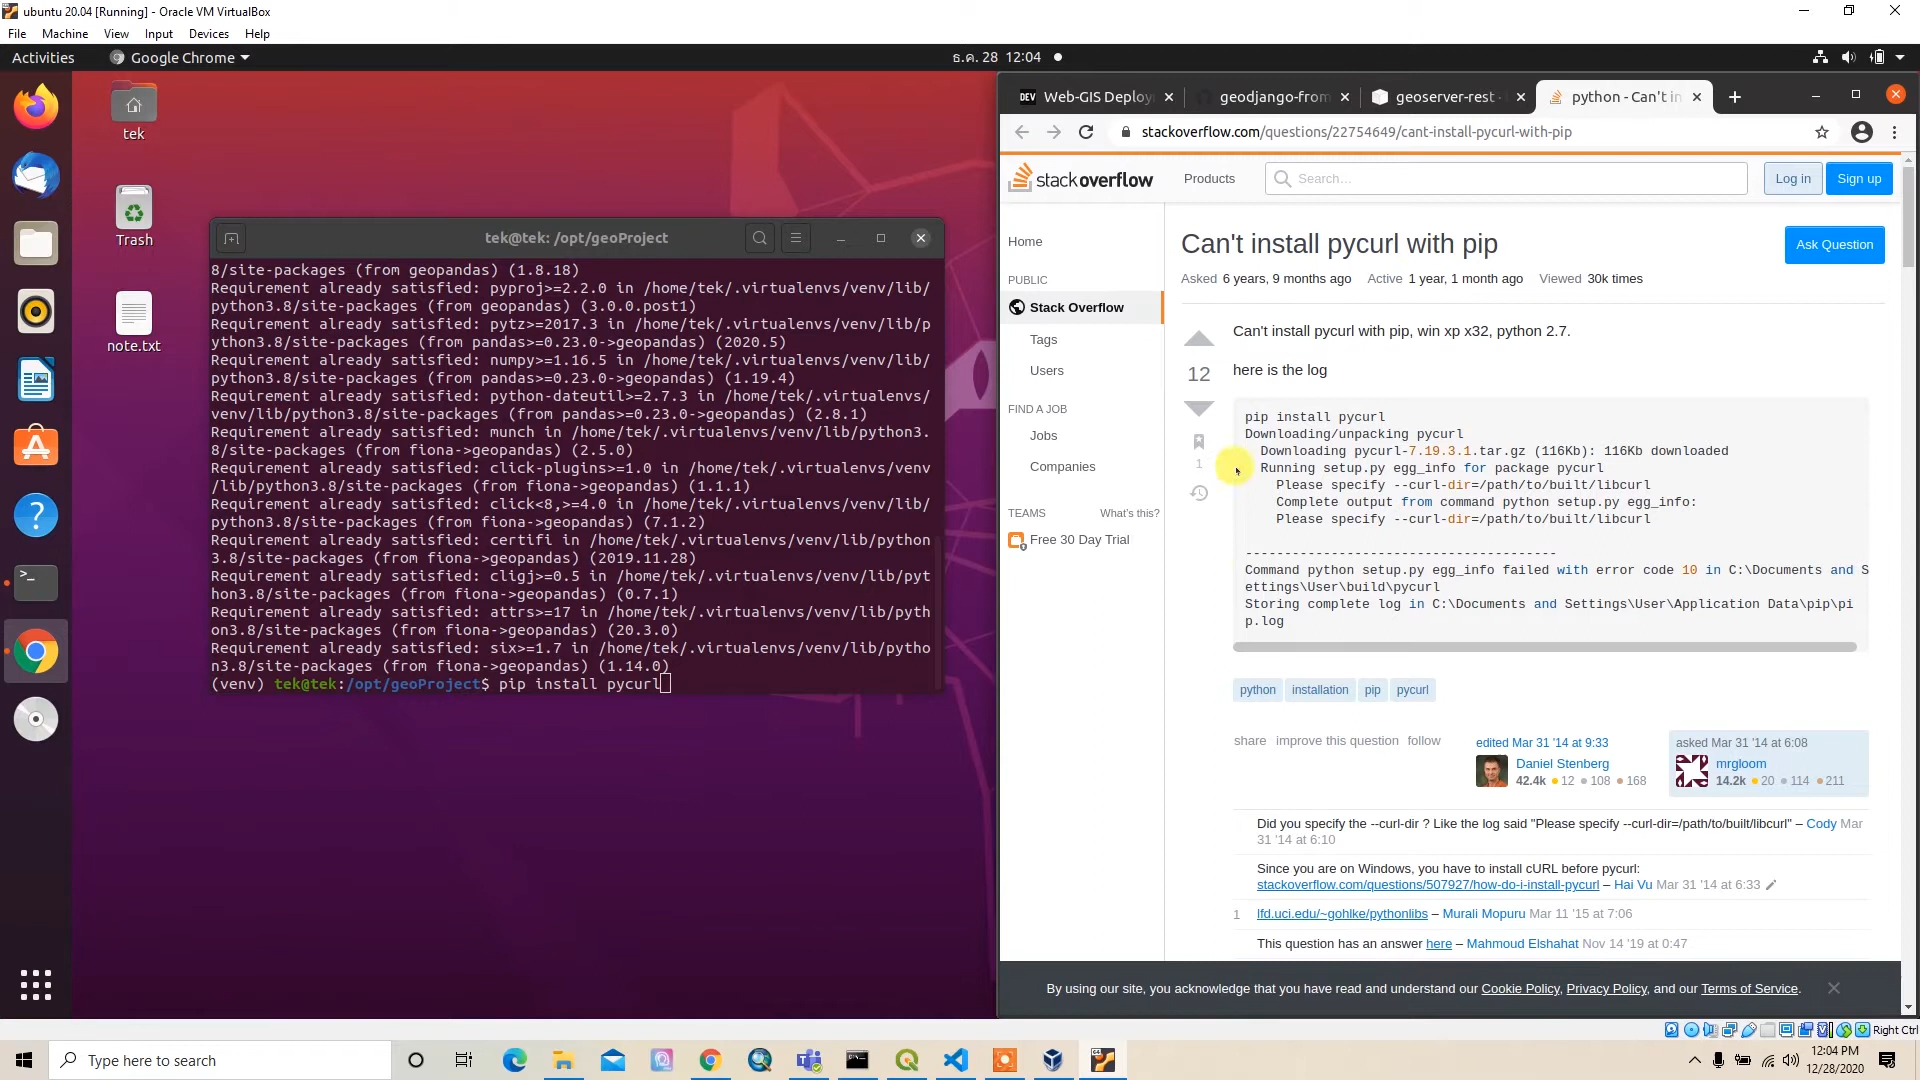 ubuntu 20.04 [Running] - Oracle VM VirtualBox
File Machine View Input Devices Help
Activities Google Chrome ธ.ค. 28 12:04
tek
Trash
note.txt
tek@tek: /opt/geoProject
8/site-packages (from geopandas) (1.8.18)
Requirement already satisfied: pyproj>=2.2.0 in /home/tek/.virtualenvs/venv/lib/
python3.8/site-packages (from geopandas) (3.0.0.post1)
Requirement already satisfied: pytz>=2017.3 in /home/tek/.virtualenvs/venv/lib/p
ython3.8/site-packages (from pandas>=0.23.0->geopandas) (2020.5)
Requirement already satisfied: numpy>=1.16.5 in /home/tek/.virtualenvs/venv/lib/
python3.8/site-packages (from pandas>=0.23.0->geopandas) (1.19.4)
Requirement already satisfied: python-dateutil>=2.7.3 in /home/tek/.virtualenvs/
venv/lib/python3.8/site-packages (from pandas>=0.23.0->geopandas) (2.8.1)
Requirement already satisfied: munch in /home/tek/.virtualenvs/venv/lib/python3.
8/site-packages (from fiona->geopandas) (2.5.0)
Requirement already satisfied: click-plugins>=1.0 in /home/tek/.virtualenvs/venv
/lib/python3.8/site-packages (from fiona->geopandas) (1.1.1)
Requirement already satisfied: click<8,>=4.0 in /home/tek/.virtualenvs/venv/lib/
python3.8/site-packages (from fiona->geopandas) (7.1.2)
Requirement already satisfied: certifi in /home/tek/.virtualenvs/venv/lib/python
3.8/site-packages (from fiona->geopandas) (2019.11.28)
Requirement already satisfied: cligj>=0.5 in /home/tek/.virtualenvs/venv/lib/pyt
hon3.8/site-packages (from fiona->geopandas) (0.7.1)
Requirement already satisfied: attrs>=17 in /home/tek/.virtualenvs/venv/lib/pyth
on3.8/site-packages (from fiona->geopandas) (20.3.0)
Requirement already satisfied: six>=1.7 in /home/tek/.virtualenvs/venv/lib/pytho
n3.8/site-packages (from fiona->geopandas) (1.14.0)
(venv) tek@tek:/opt/geoProject$ pip install pycurl
DEV Web-GIS Deploy geodjango-from geoserver-rest - python - Can't in
stackoverflow.com/questions/22754649/cant-install-pycurl-with-pip
stackoverflow Products Search… Log in Sign up
Home
PUBLIC
Stack Overflow
Tags
Users
FIND A JOB
Jobs
Companies
TEAMS What's this?
Free 30 Day Trial
Can't install pycurl with pip
Ask Question
Asked 6 years, 9 months ago Active 1 year, 1 month ago Viewed 30k times
12
1
Can't install pycurl with pip, win xp x32, python 2.7.
here is the log
pip install pycurl
Downloading/unpacking pycurl
Downloading pycurl-7.19.3.1.tar.gz (116Kb): 116Kb downloaded
Running setup.py egg_info for package pycurl
Please specify --curl-dir=/path/to/built/libcurl
Complete output from command python setup.py egg_info:
Please specify --curl-dir=/path/to/built/libcurl
----------------------------------------
Command python setup.py egg_info failed with error code 10 in C:\Documents and S
ettings\User\build\pycurl
Storing complete log in C:\Documents and Settings\User\Application Data\pip\pi
p.log
python installation pip pycurl
share improve this question follow
edited Mar 31 '14 at 9:33
Daniel Stenberg
42.4k 12 108 168
asked Mar 31 '14 at 6:08
mrgloom
14.2k 20 114 211
Did you specify the --curl-dir ? Like the log said "Please specify --curl-dir=/path/to/built/libcurl" – Cody Mar
31 '14 at 6:10
Since you are on Windows, you have to install cURL before pycurl:
stackoverflow.com/questions/507927/how-do-i-install-pycurl – Hai Vu Mar 31 '14 at 6:33
1 lfd.uci.edu/~gohlke/pythonlibs – Murali Mopuru Mar 11 '15 at 7:06
This question has an answer here – Mahmoud Elshahat Nov 14 '19 at 0:47
By using our site, you acknowledge that you have read and understand our Cookie Policy, Privacy Policy, and our Terms of Service.
Right Ctrl
Type here to search
12:04 PM
12/28/2020